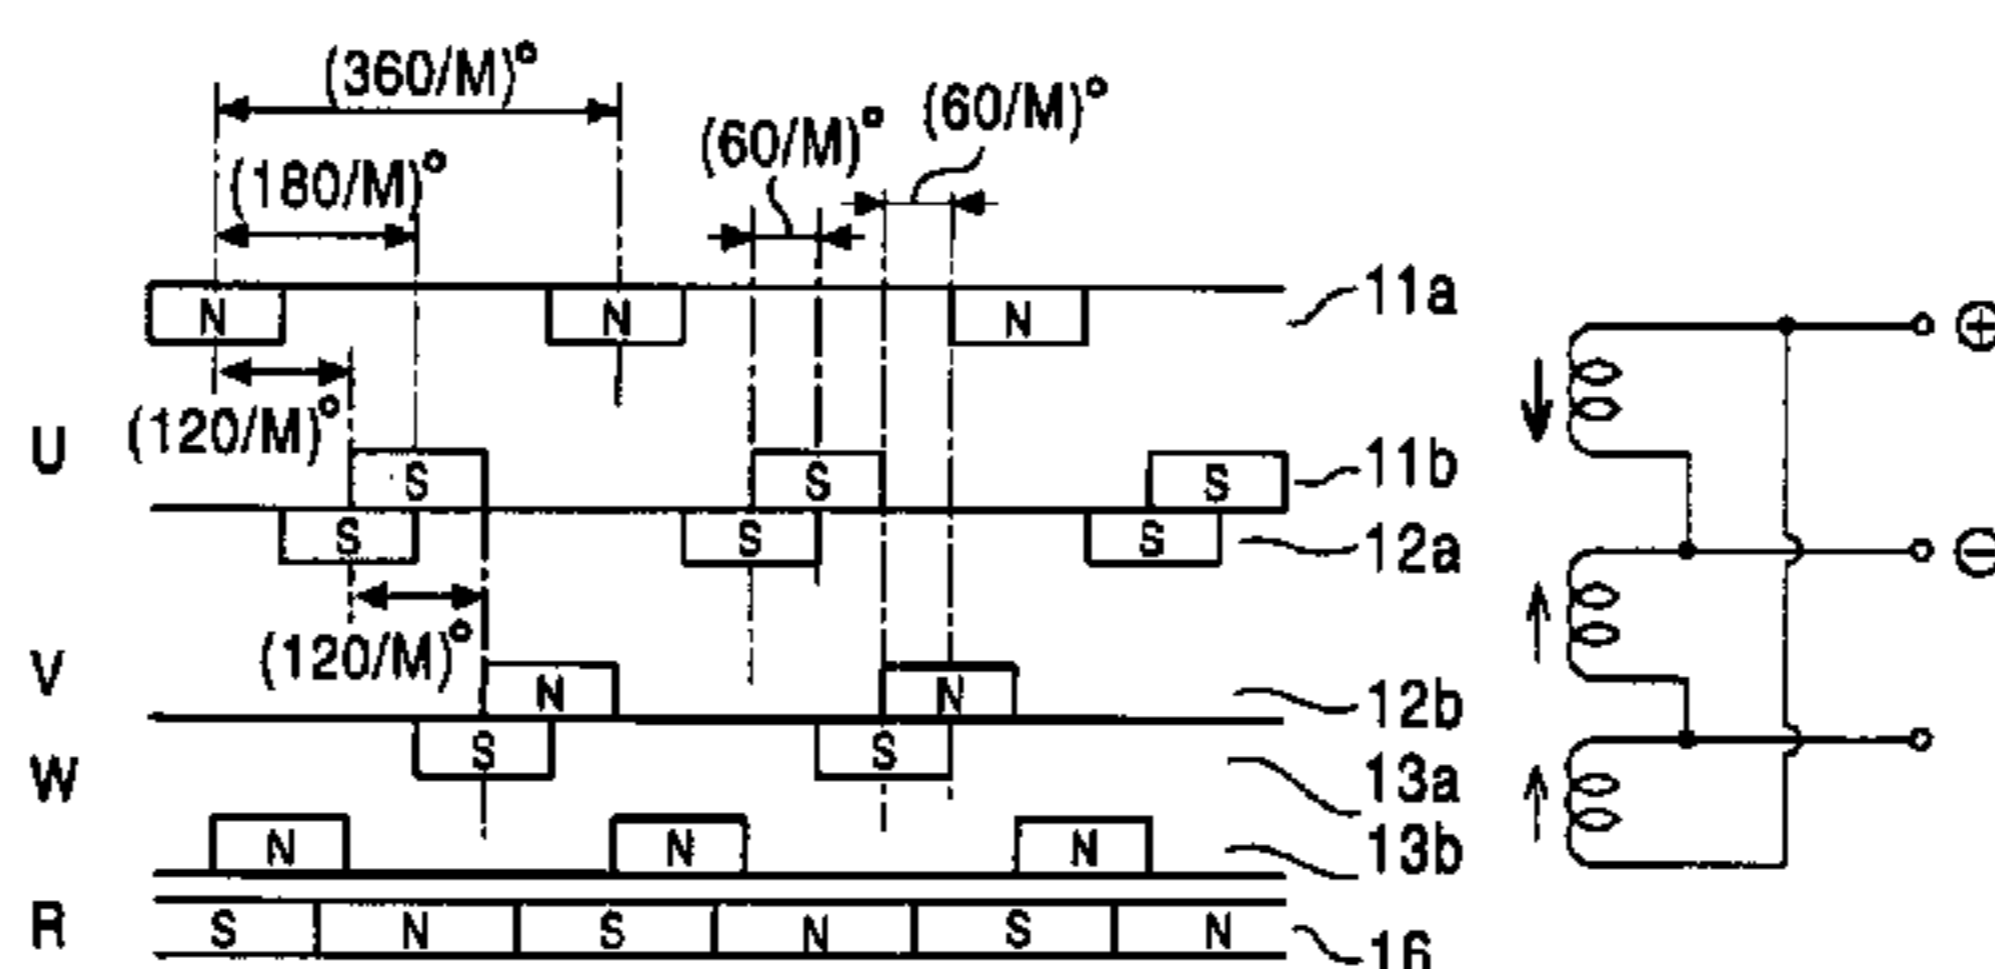 (360/M)°
(60/M)°
(60/M)°
(180/M)°
N N N 11a
⊕
(120/M)°
U S S S 11b
S S S 12a
⊖
(120/M)°
V N N 12b
W S S 13a
N N N 13b
R S N S N S N 16